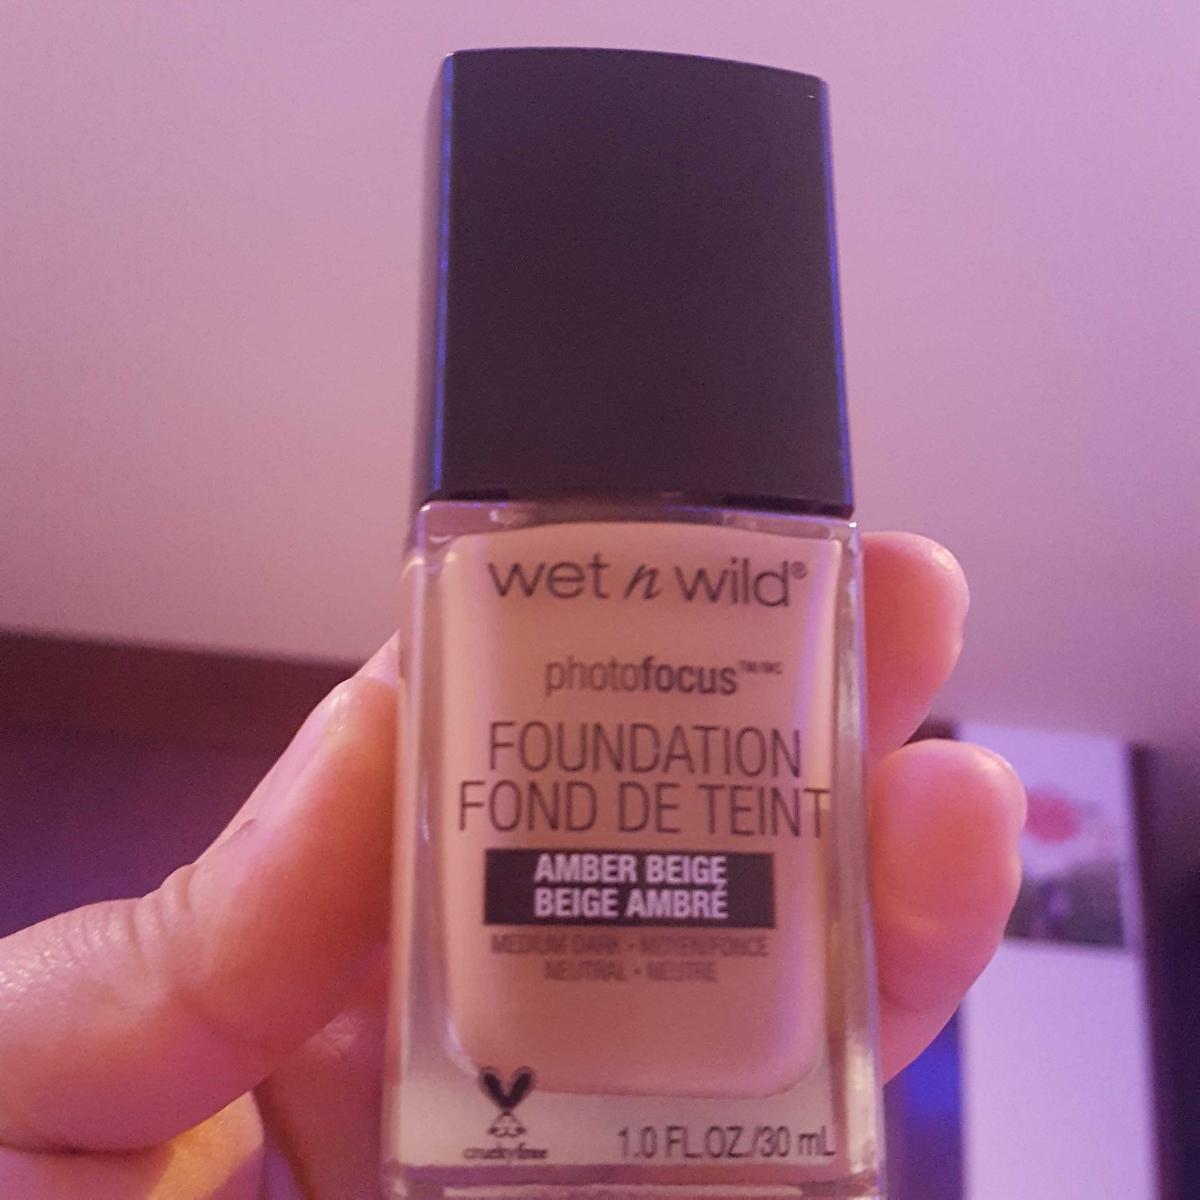 wet n wild®
photofocus™/MC
FOUNDATION
FOND DE TEINT
AMBER BEIGE
BEIGE AMBRÉ
MEDIUM DARK • MOYEN/FONCE
NEUTRAL • NEUTRE
crueltyfree
1.0 FL.OZ./30 mL